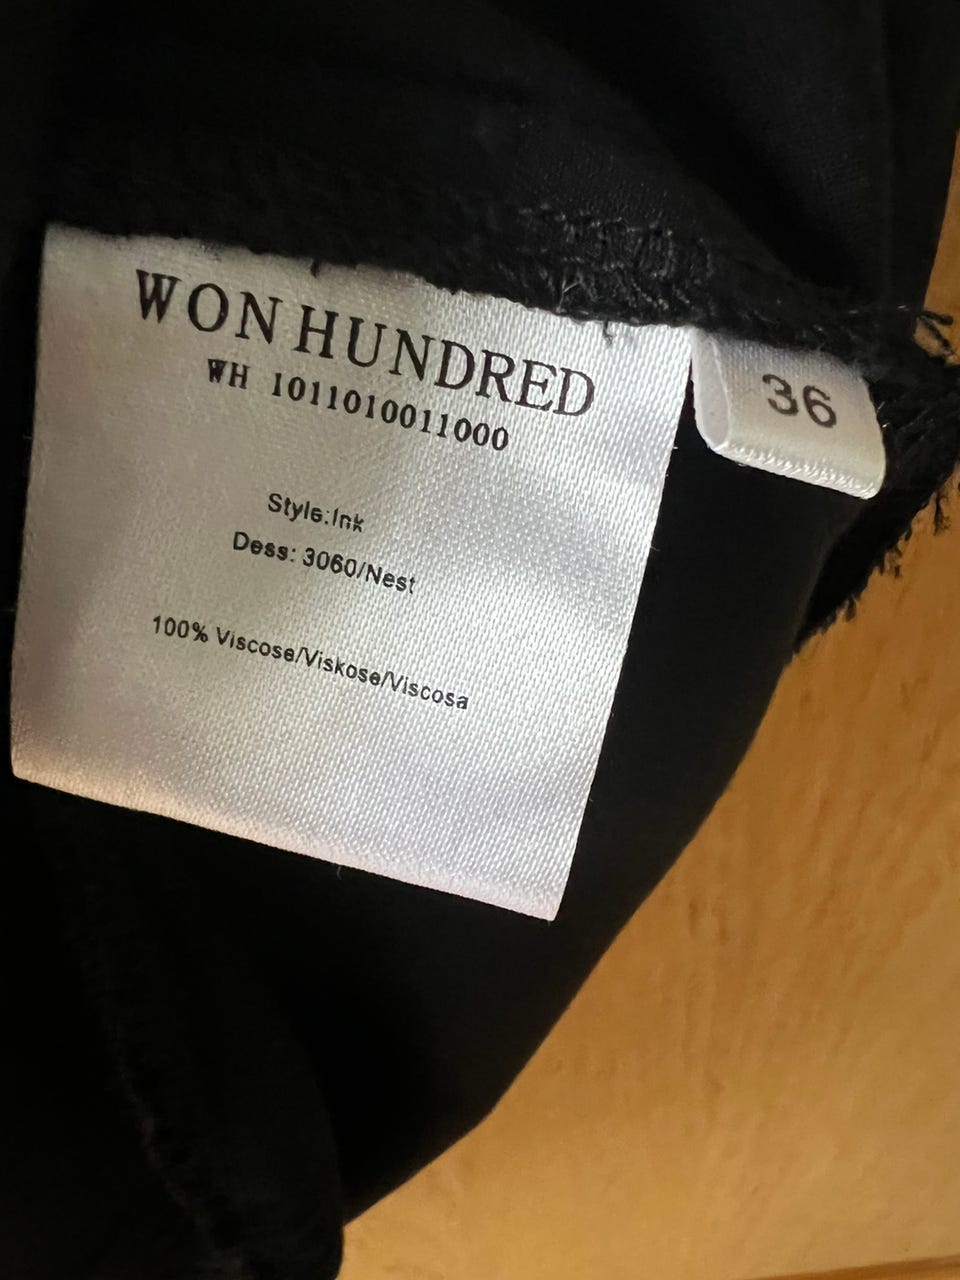 WON HUNDRED
WH 1011010011000
Style:Ink
Dess: 3060/Nest
100% Viscose/Viskose/Viscosa
36